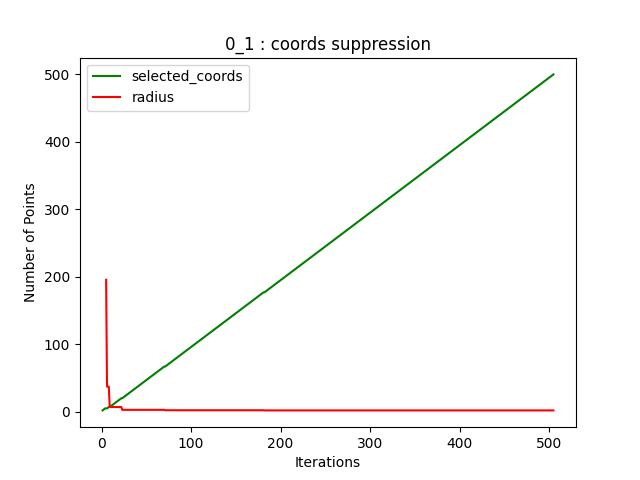 0_1 : coords suppression
selected_coords
radius
500
400
300
200
100
0
Number of Points
0 100 200 300 400 500
Iterations